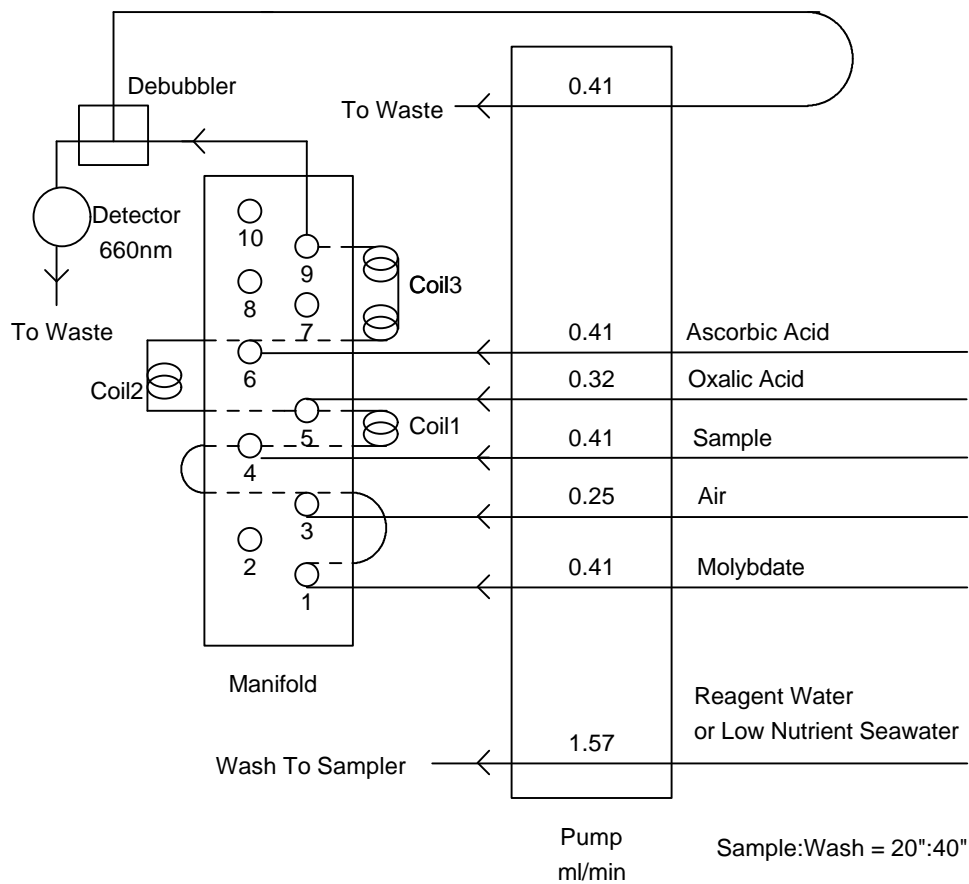 0.41
Debubbler
To Waste
Detector
660nm
10
9
8
7
Coil3
To Waste
0.41 Ascorbic Acid
6
Coil2
0.32 Oxalic Acid
5
Coil1
0.41 Sample
4
0.25 Air
3
2
0.41 Molybdate
1
Manifold
Reagent Water
or Low Nutrient Seawater
1.57
Wash To Sampler
Pump
ml/min
Sample:Wash = 20":40"